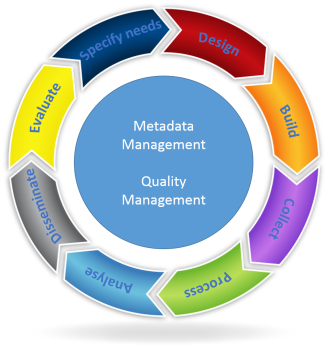 Specify needs
Design
Build
Collect
Process
Analyse
Disseminate
Evaluate
Metadata
Management
Quality
Management